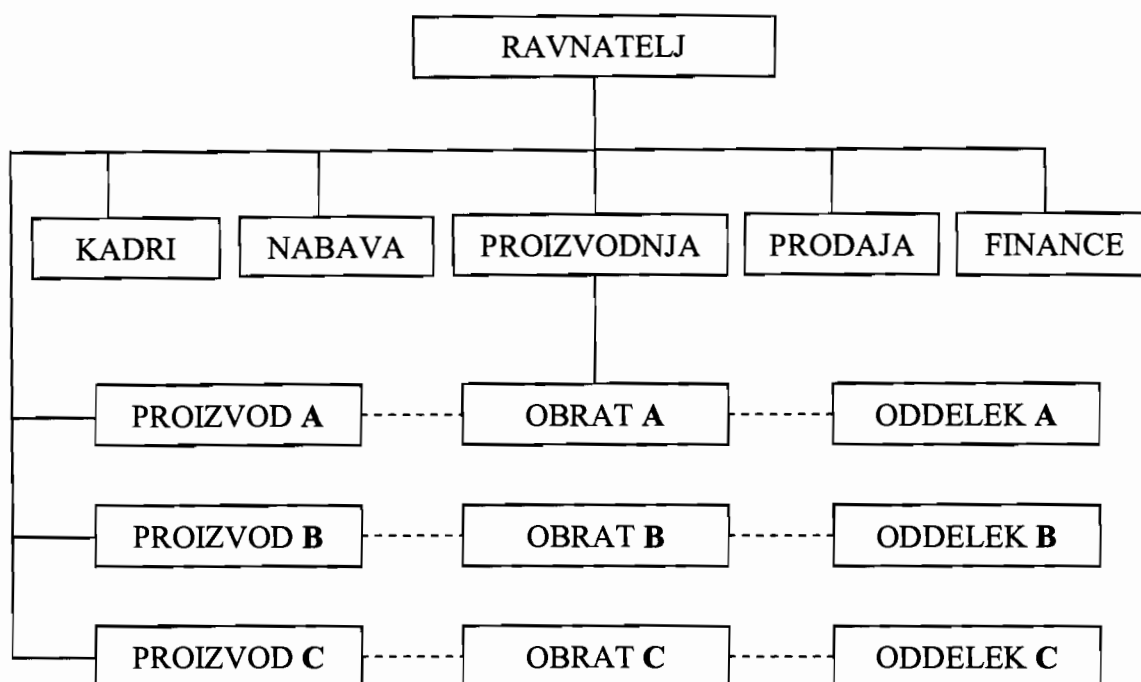 RAVNATELJ
KADRI
NABAVA
PROIZVODNJA
PRODAJA
FINANCE
PROIZVOD A
OBRAT A
ODDELEK A
PROIZVOD B
OBRAT B
ODDELEK B
PROIZVOD C
OBRAT C
ODDELEK C